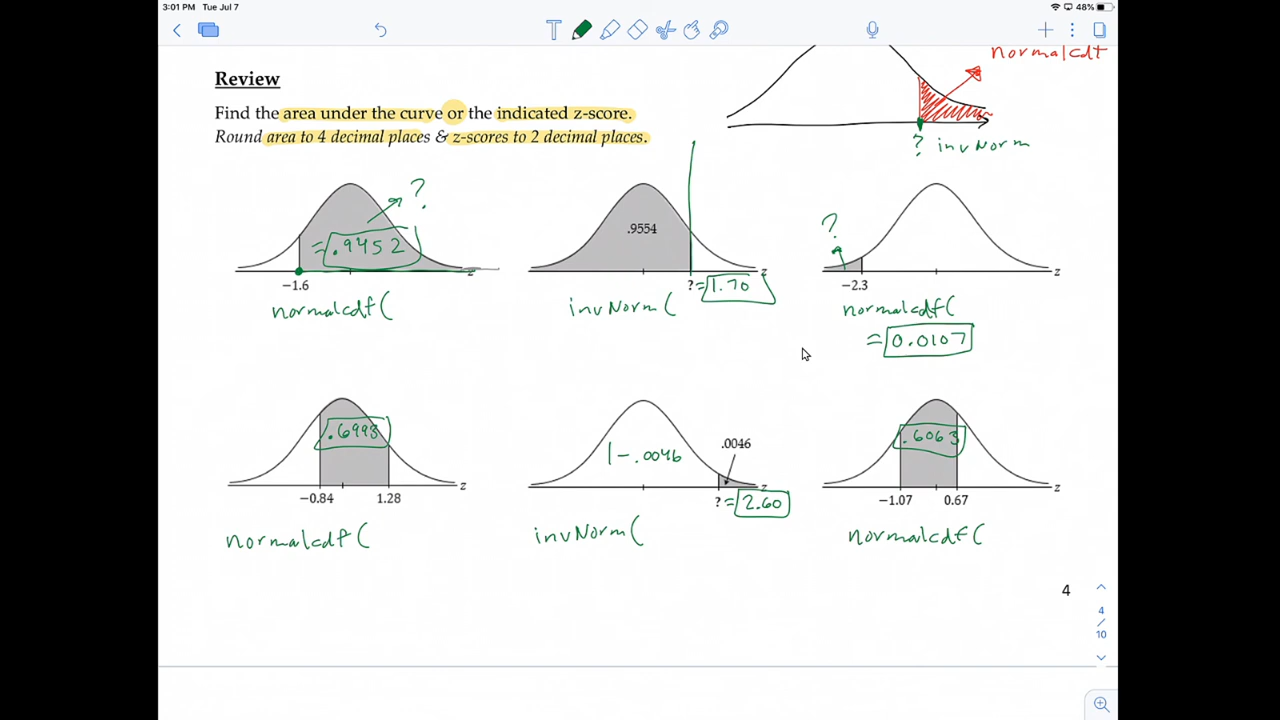 3:01 PM Tue Jul 7
48%
T
normalcdf
Review
Find the area under the curve or the indicated z-score.
Round area to 4 decimal places & z-scores to 2 decimal places.
? invNorm
?
= .9452
z
−1.6
normalcdf(
.9554
z
? = 1.70
invNorm(
?
z
−2.3
normalcdf(
= 0.0107
.6993
z
−0.84 1.28
normalcdf(
1-.0046
.0046
z
? = 2.60
invNorm(
.6063
z
−1.07 0.67
normalcdf(
4
4
/
10